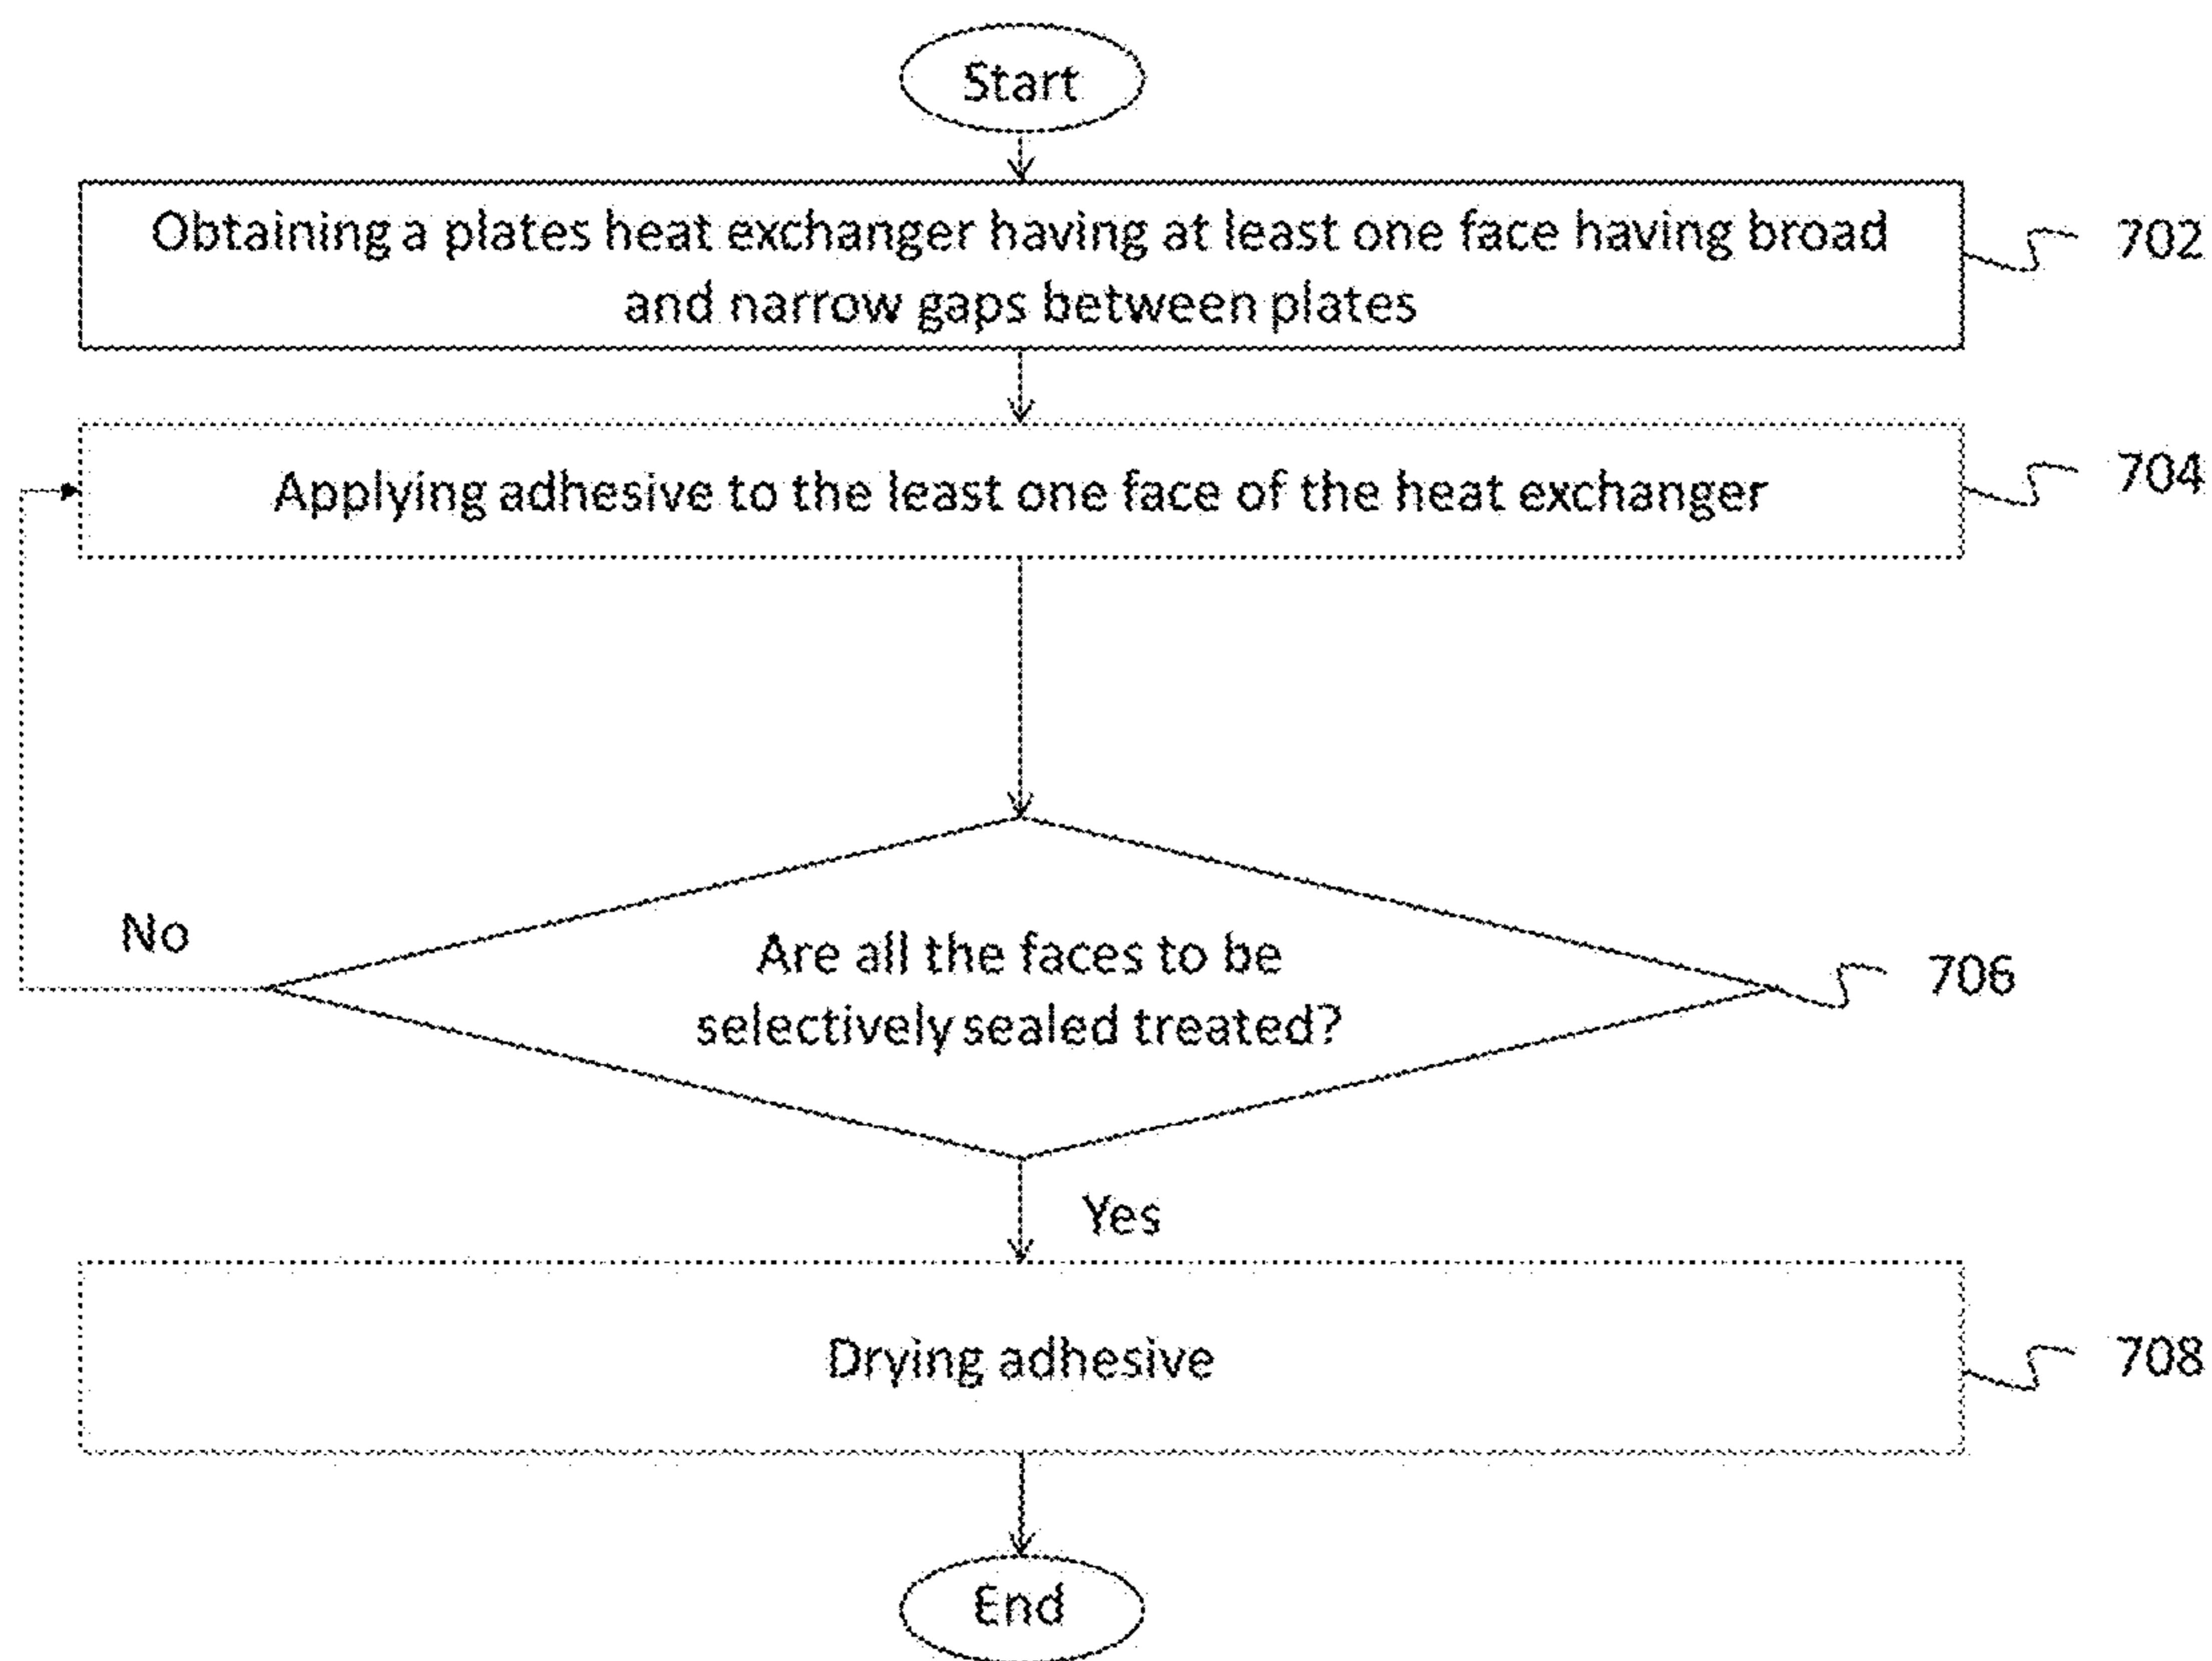 Start
Obtaining a plates heat exchanger having at least one face having broad
and narrow gaps between plates
702
Applying adhesive to the least one face of the heat exchanger
704
No
Are all the faces to be
selectively sealed treated?
706
Yes
Drying adhesive
708
End